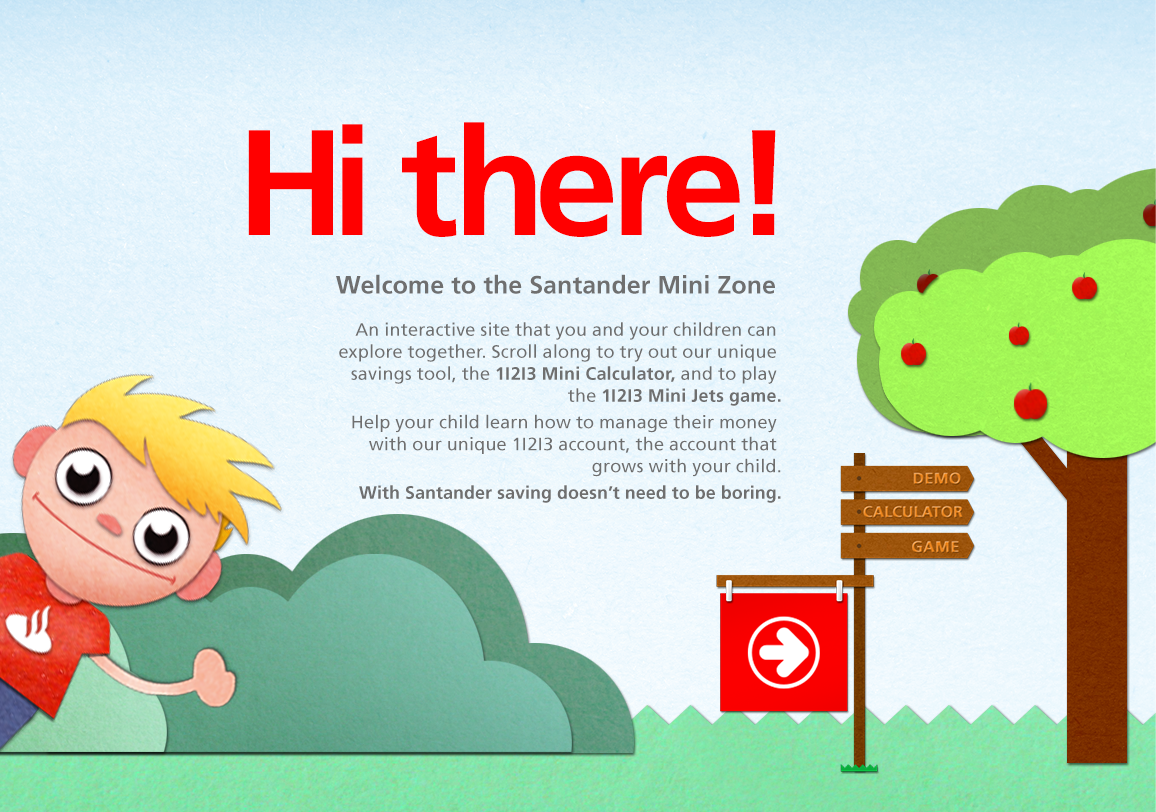 Hi there!
Welcome to the Santander Mini Zone
An interactive site that you and your children can
explore together. Scroll along to try out our unique
savings tool, the 1I2I3 Mini Calculator, and to play
the 1I2I3 Mini Jets game.
Help your child learn how to manage their money
with our unique 1I2I3 account, the account that
grows with your child.
With Santander saving doesn’t need to be boring.
DEMO
CALCULATOR
GAME